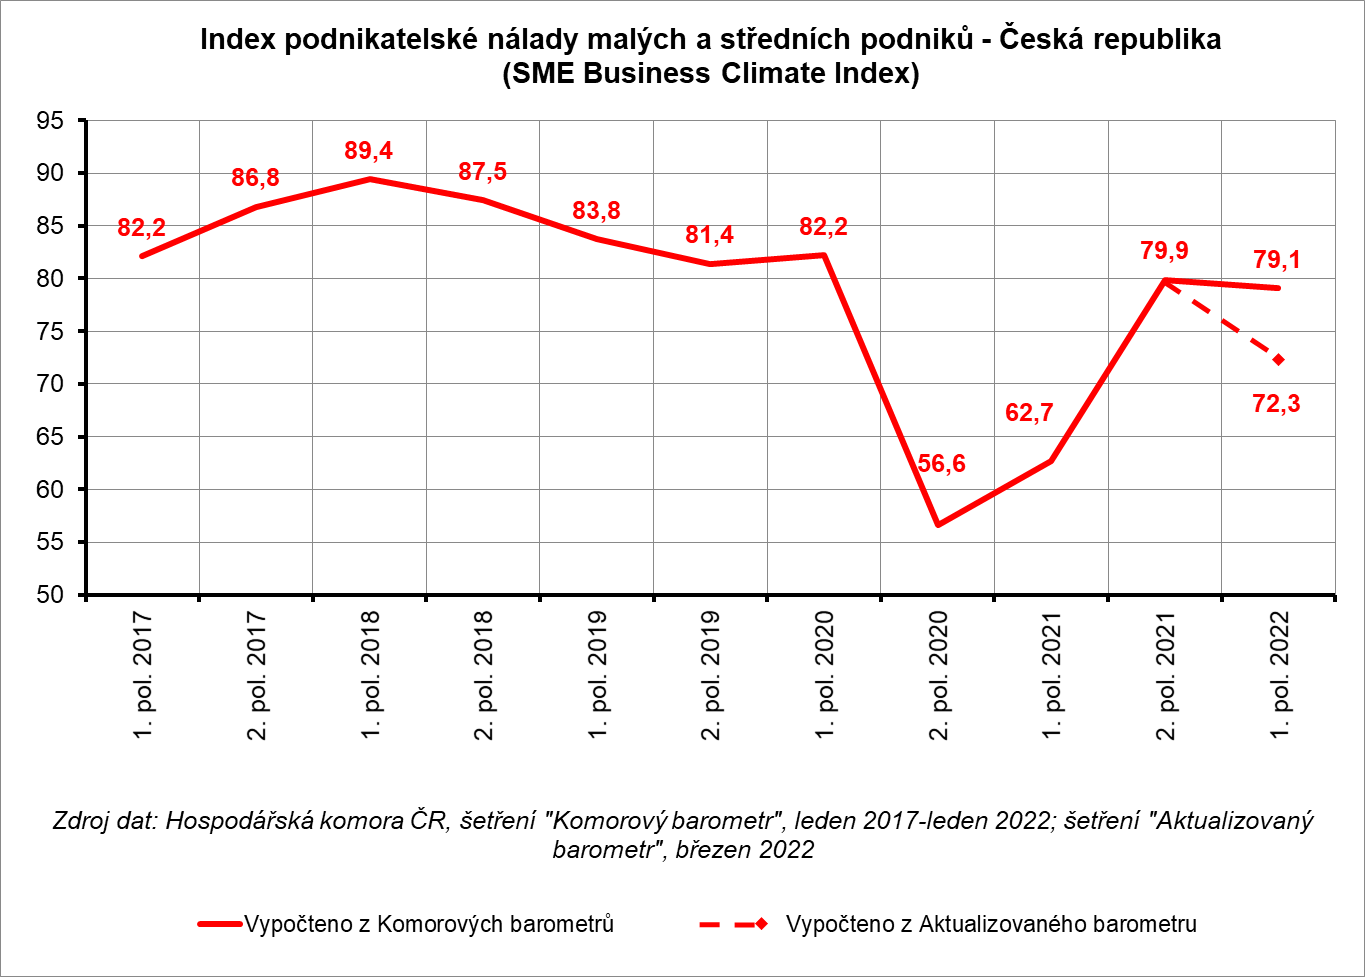 Index podnikatelské nálady malých a středních podniků - Česká republika
(SME Business Climate Index)
95
90
85
80
75
70
65
60
55
50
82,2
86,8
89,4
87,5
83,8
81,4
82,2
56,6
62,7
79,9
79,1
72,3
1. pol. 2017
2. pol. 2017
1. pol. 2018
2. pol. 2018
1. pol. 2019
2. pol. 2019
1. pol. 2020
2. pol. 2020
1. pol. 2021
2. pol. 2021
1. pol. 2022
Zdroj dat: Hospodářská komora ČR, šetření "Komorový barometr", leden 2017-leden 2022; šetření "Aktualizovaný
barometr", březen 2022
Vypočteno z Komorových barometrů
Vypočteno z Aktualizovaného barometru